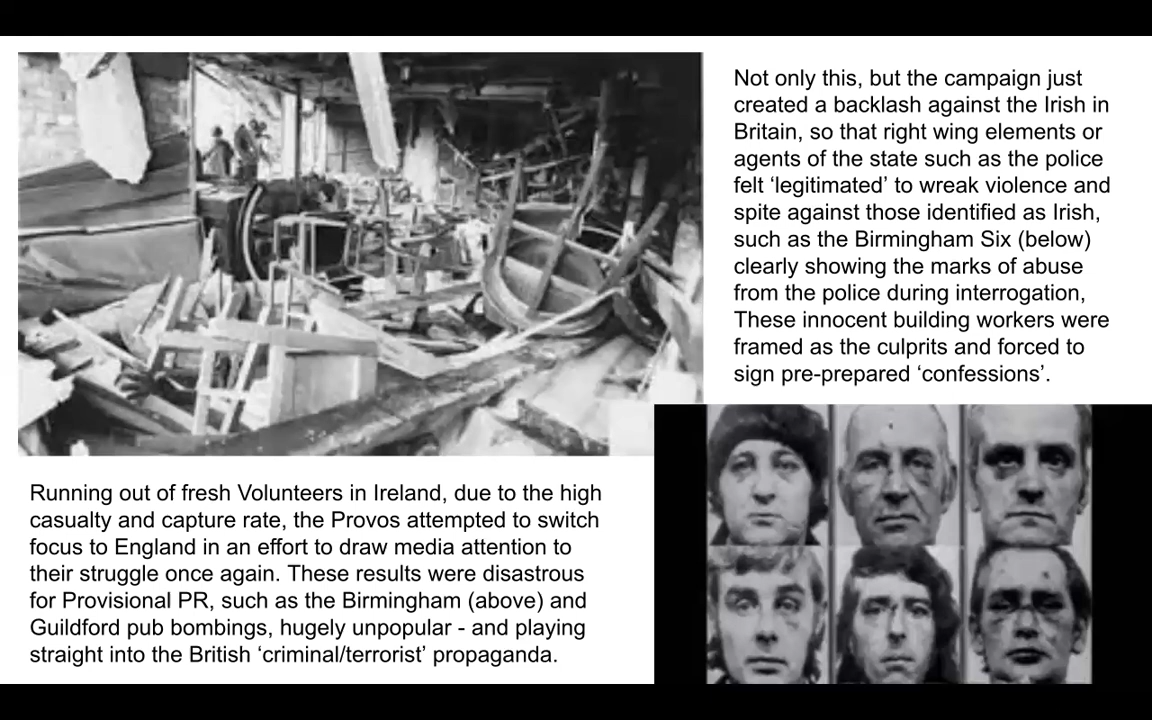 Not only this, but the campaign just
created a backlash against the Irish in
Britain, so that right wing elements or
agents of the state such as the police
felt ‘legitimated’ to wreak violence and
spite against those identified as Irish,
such as the Birmingham Six (below)
clearly showing the marks of abuse
from the police during interrogation,
These innocent building workers were
framed as the culprits and forced to
sign pre-prepared ‘confessions’.
Running out of fresh Volunteers in Ireland, due to the high
casualty and capture rate, the Provos attempted to switch
focus to England in an effort to draw media attention to
their struggle once again. These results were disastrous
for Provisional PR, such as the Birmingham (above) and
Guildford pub bombings, hugely unpopular - and playing
straight into the British ‘criminal/terrorist’ propaganda.